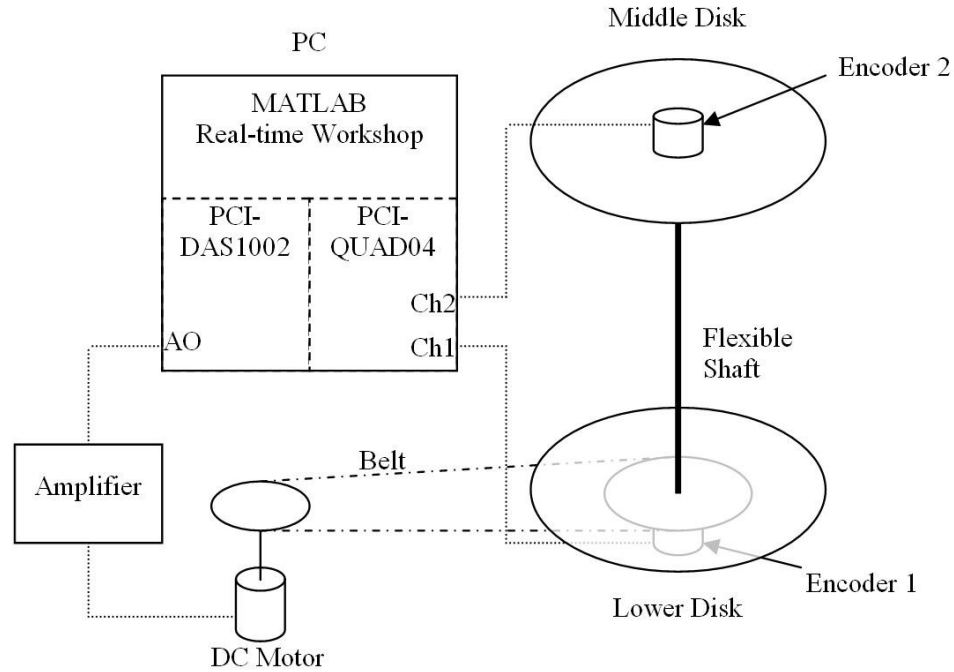 Middle Disk
PC
Encoder 2
MATLAB
Real-time Workshop
PCI-
DAS1002
PCI-
QUAD04
Ch2
AO
Ch1
Flexible
Shaft
Belt
Amplifier
Encoder 1
Lower Disk
DC Motor